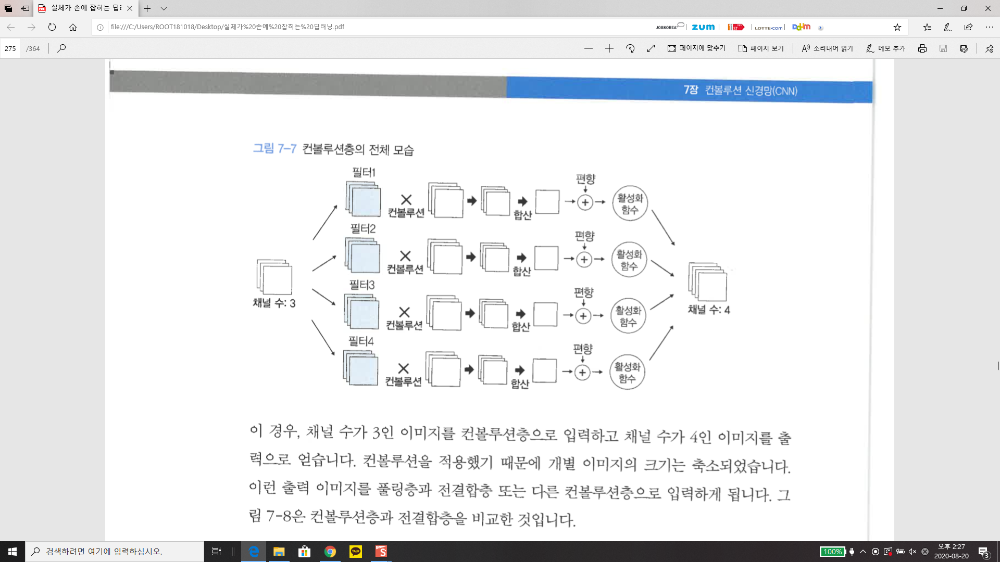 실체가 손에 잡히는 딥러
file:///C:/Users/ROOT181018/Desktop/실체가%20손에%20잡히는%20딥러닝.pdf
JOBKOREA
zum
11ST
LOTTE.COM
275 /364
페이지에 맞추기
페이지 보기
소리내어 읽기
메모 추가
7장 컨볼루션 신경망(CNN)
그림 7-7 컨볼루션층의 전체 모습
필터1
컨볼루션
합산
편향
+
활성화
함수
필터2
컨볼루션
합산
편향
+
활성화
함수
채널 수: 3
필터3
컨볼루션
합산
편향
+
활성화
함수
채널 수: 4
필터4
컨볼루션
합산
편향
+
활성화
함수
이 경우, 채널 수가 3인 이미지를 컨볼루션층으로 입력하고 채널 수가 4인 이미지를 출
력으로 얻습니다. 컨볼루션을 적용했기 때문에 개별 이미지의 크기는 축소되었습니다.
이런 출력 이미지를 풀링층과 전결합층 또는 다른 컨볼루션층으로 입력하게 됩니다. 그
림 7-8은 컨볼루션층과 전결합층을 비교한 것입니다.
검색하려면 여기에 입력하십시오.
TALK
S
100%
오후 2:27
2020-08-20
3